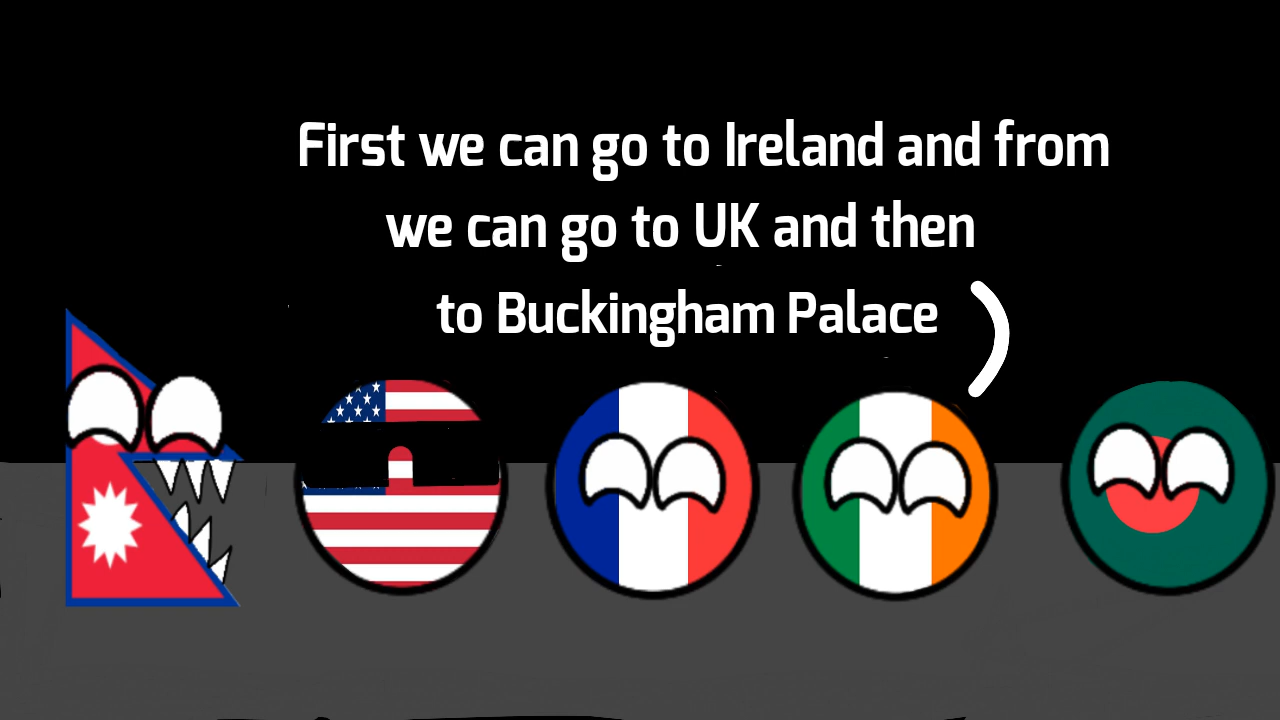 First we can go to Ireland and from
we can go to UK and then
to Buckingham Palace